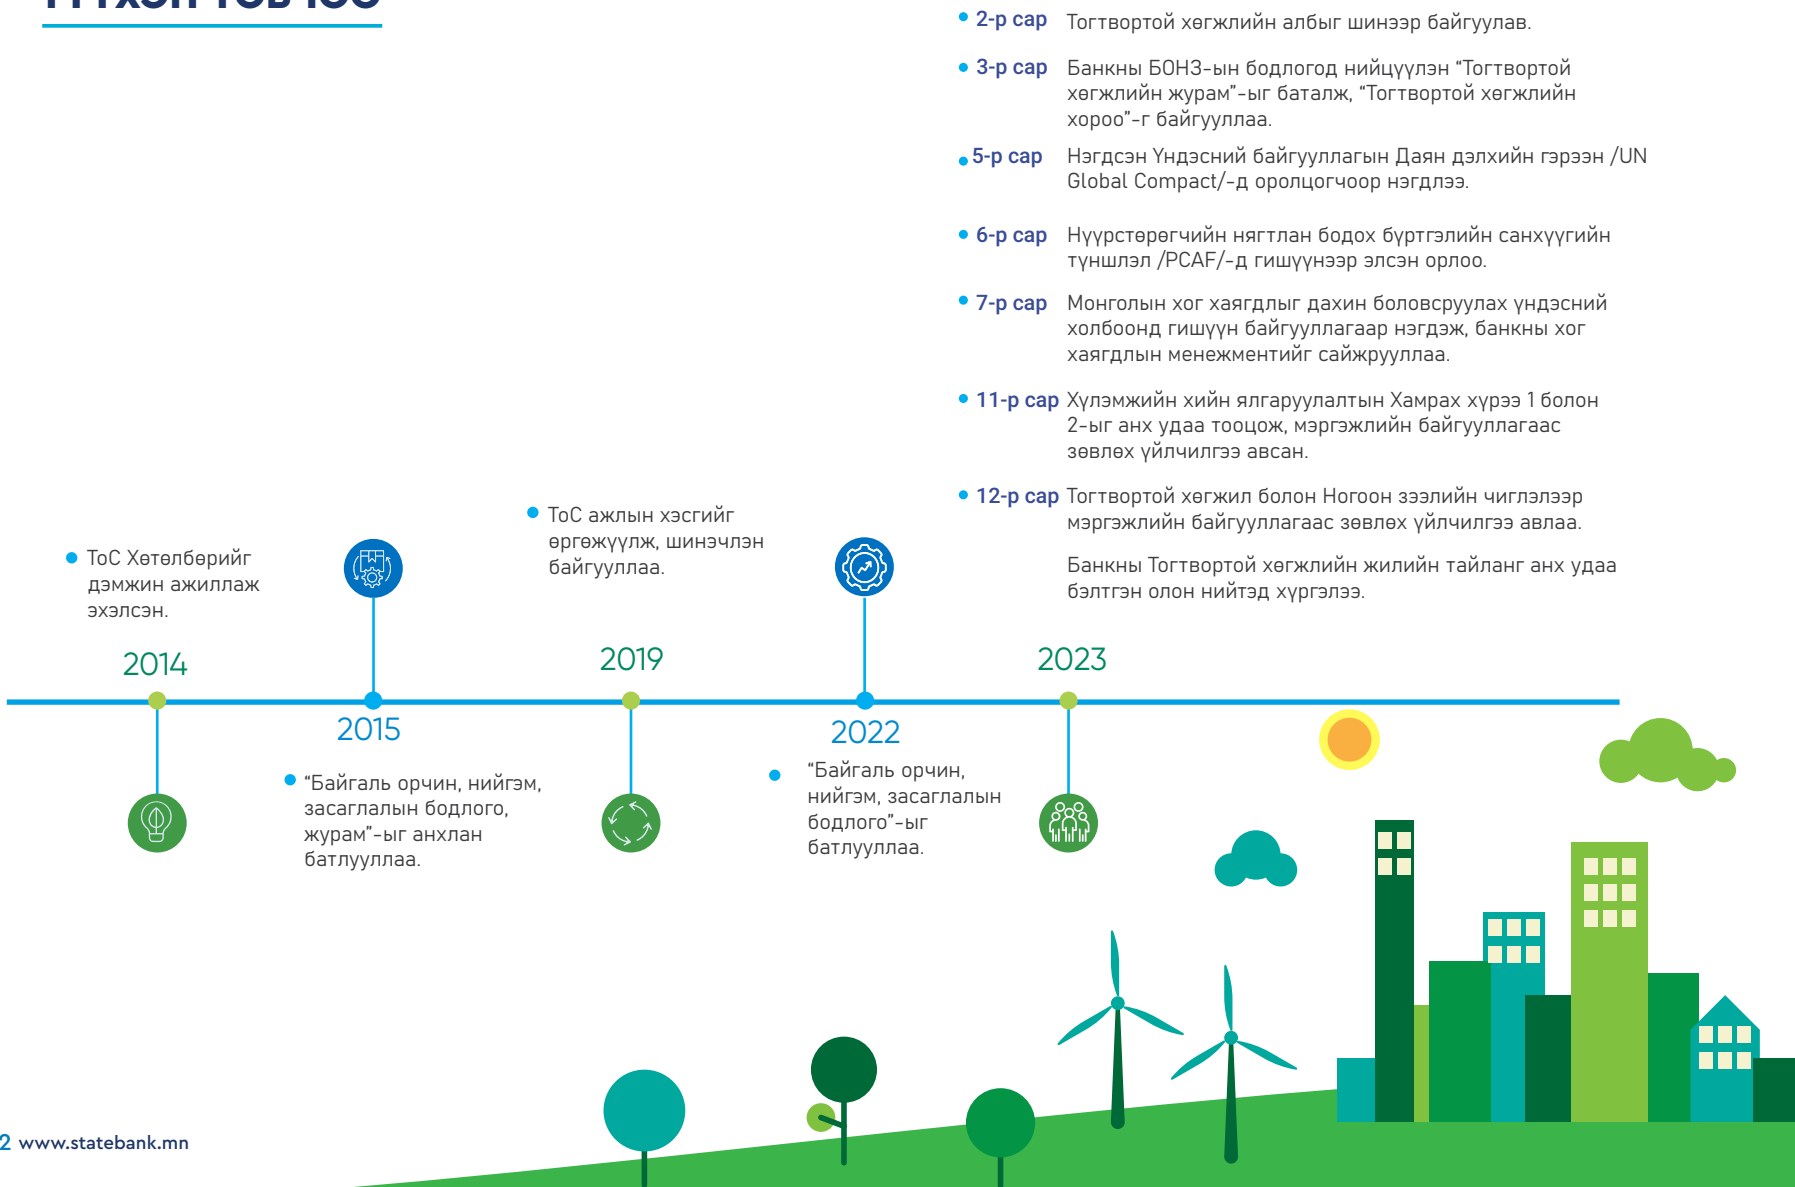 2-р сар Тогтвортой хөгжлийн албыг шинээр байгуулав.
3-р сар Банкны БОНЗ-ын бодлогод нийцүүлэн “Тогтвортой
хөгжлийн журам”-ыг баталж, “Тогтвортой хөгжлийн
хороо”-г байгууллаа.
5-р сар Нэгдсэн Үндэсний байгууллагын Даян дэлхийн гэрээн /UN
Global Compact/-д оролцогчоор нэгдлээ.
6-р сар Нүүрстөрөгчийн нягтлан бодох бүртгэлийн санхүүгийн
түншлэл /PCAF/-д гишүүнээр элсэн орлоо.
7-р сар Монголын хог хаягдлыг дахин боловсруулах үндэсний
холбоонд гишүүн байгууллагаар нэгдэж, банкны хог
хаягдлын менежментийг сайжрууллаа.
11-р сар Хүлэмжийн хийн ялгаруулалтын Хамрах хүрээ 1 болон
2-ыг анх удаа тооцож, мэргэжлийн байгууллагаас
зөвлөх үйлчилгээ авсан.
12-р сар Тогтвортой хөгжил болон Ногоон зээлийн чиглэлээр
мэргэжлийн байгууллагаас зөвлөх үйлчилгээ авлаа.
Банкны Тогтвортой хөгжлийн жилийн тайланг анх удаа
бэлтгэн олон нийтэд хүргэлээ.
ТоС Хөтөлбөрийг
дэмжин ажиллаж
эхэлсэн.
2014
2015
“Байгаль орчин, нийгэм,
засаглалын бодлого,
журам”-ыг анхлан
батлууллаа.
ТоС ажлын хэсгийг
өргөжүүлж, шинэчлэн
байгууллаа.
2019
2022
“Байгаль орчин,
нийгэм, засаглалын
бодлого”-ыг
батлууллаа.
2023
2 www.statebank.mn